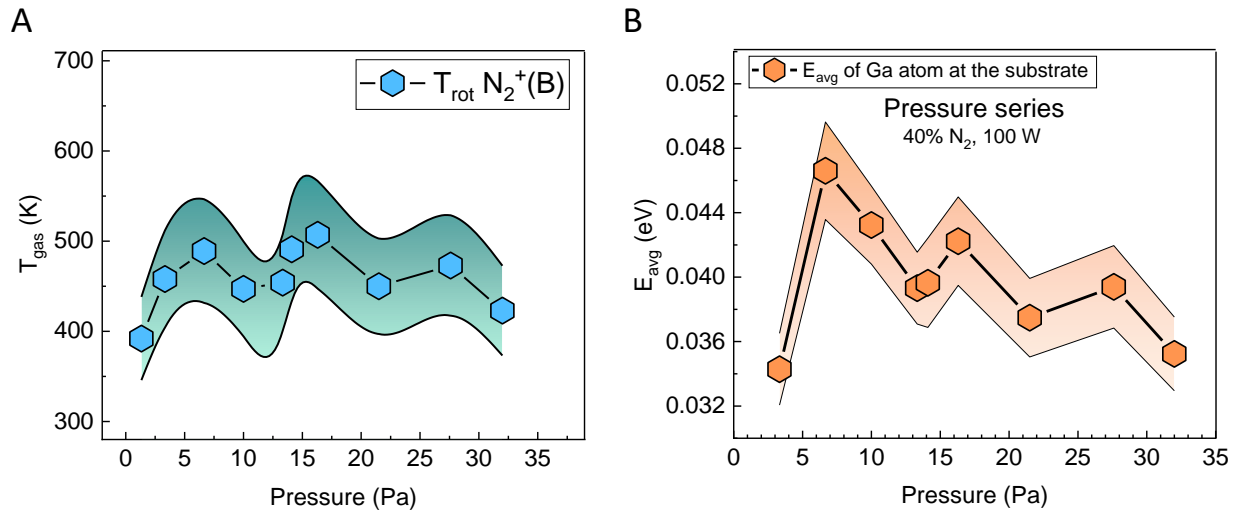 A
T_rot N_2^+(B)
T_gas (K)
700
600
500
400
300
0 5 10 15 20 25 30 35
Pressure (Pa)
B
E_avg of Ga atom at the substrate
Pressure series
40% N_2, 100 W
E_avg (eV)
0.052
0.048
0.044
0.040
0.036
0.032
0 5 10 15 20 25 30 35
Pressure (Pa)